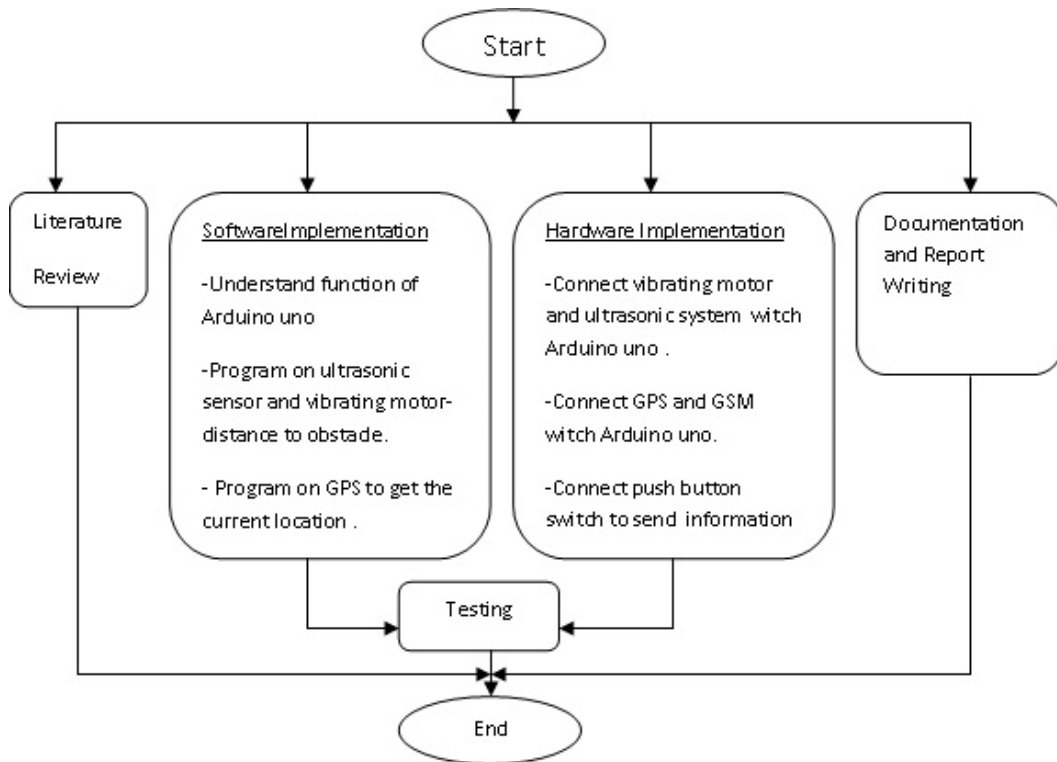 Start
Literature
Review
SoftwareImplementation
-Understand function of
Arduino uno
-Program on ultrasonic
sensor and vibrating motor-
distance to obstacle.
- Program on GPS to get the
current location .
Hardware Implementation
-Connect vibrating motor
and ultrasonic system witch
Arduino uno .
-Connect GPS and GSM
witch Arduino uno.
-Connect push button
switch to send information
Documentation
and Report
Writing
Testing
End